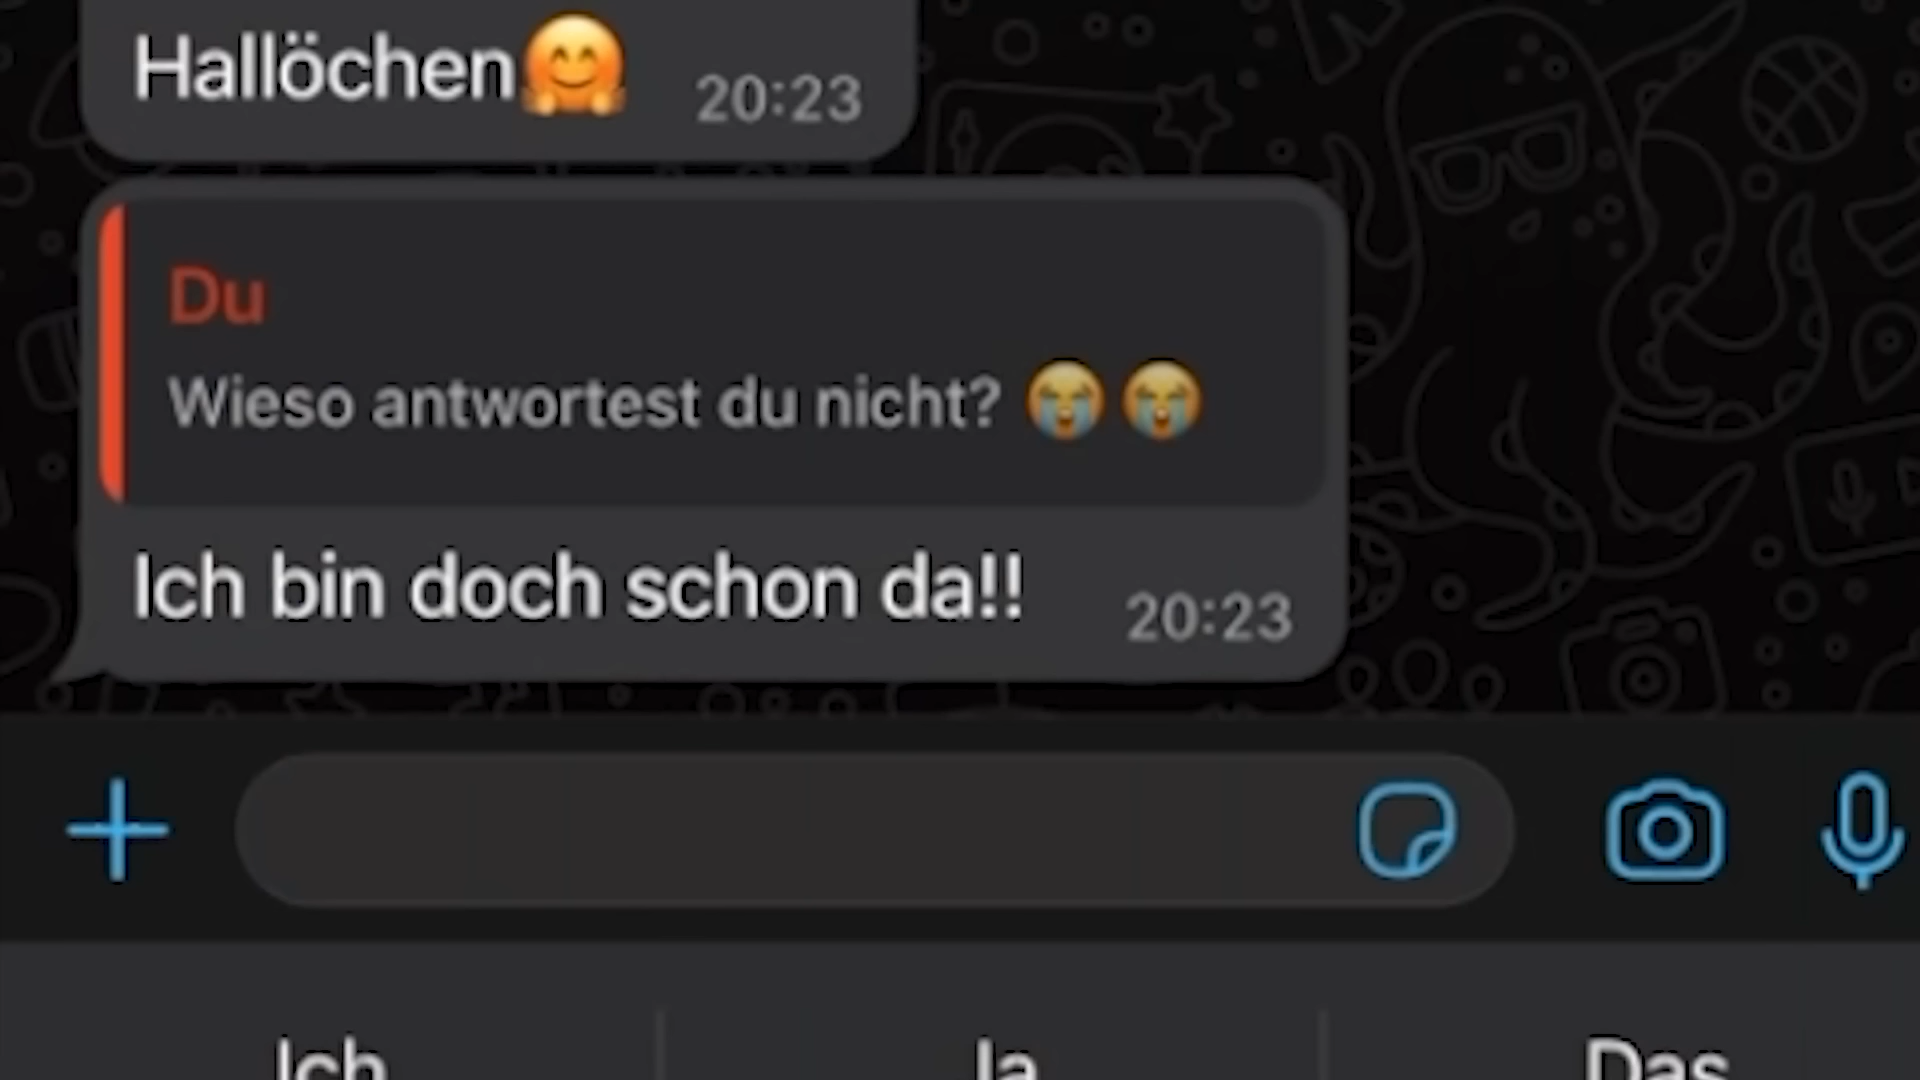 Hallöchen🤗 20:23
Du
Wieso antwortest du nicht? 😭😭
Ich bin doch schon da!! 20:23
Ich Ja Das